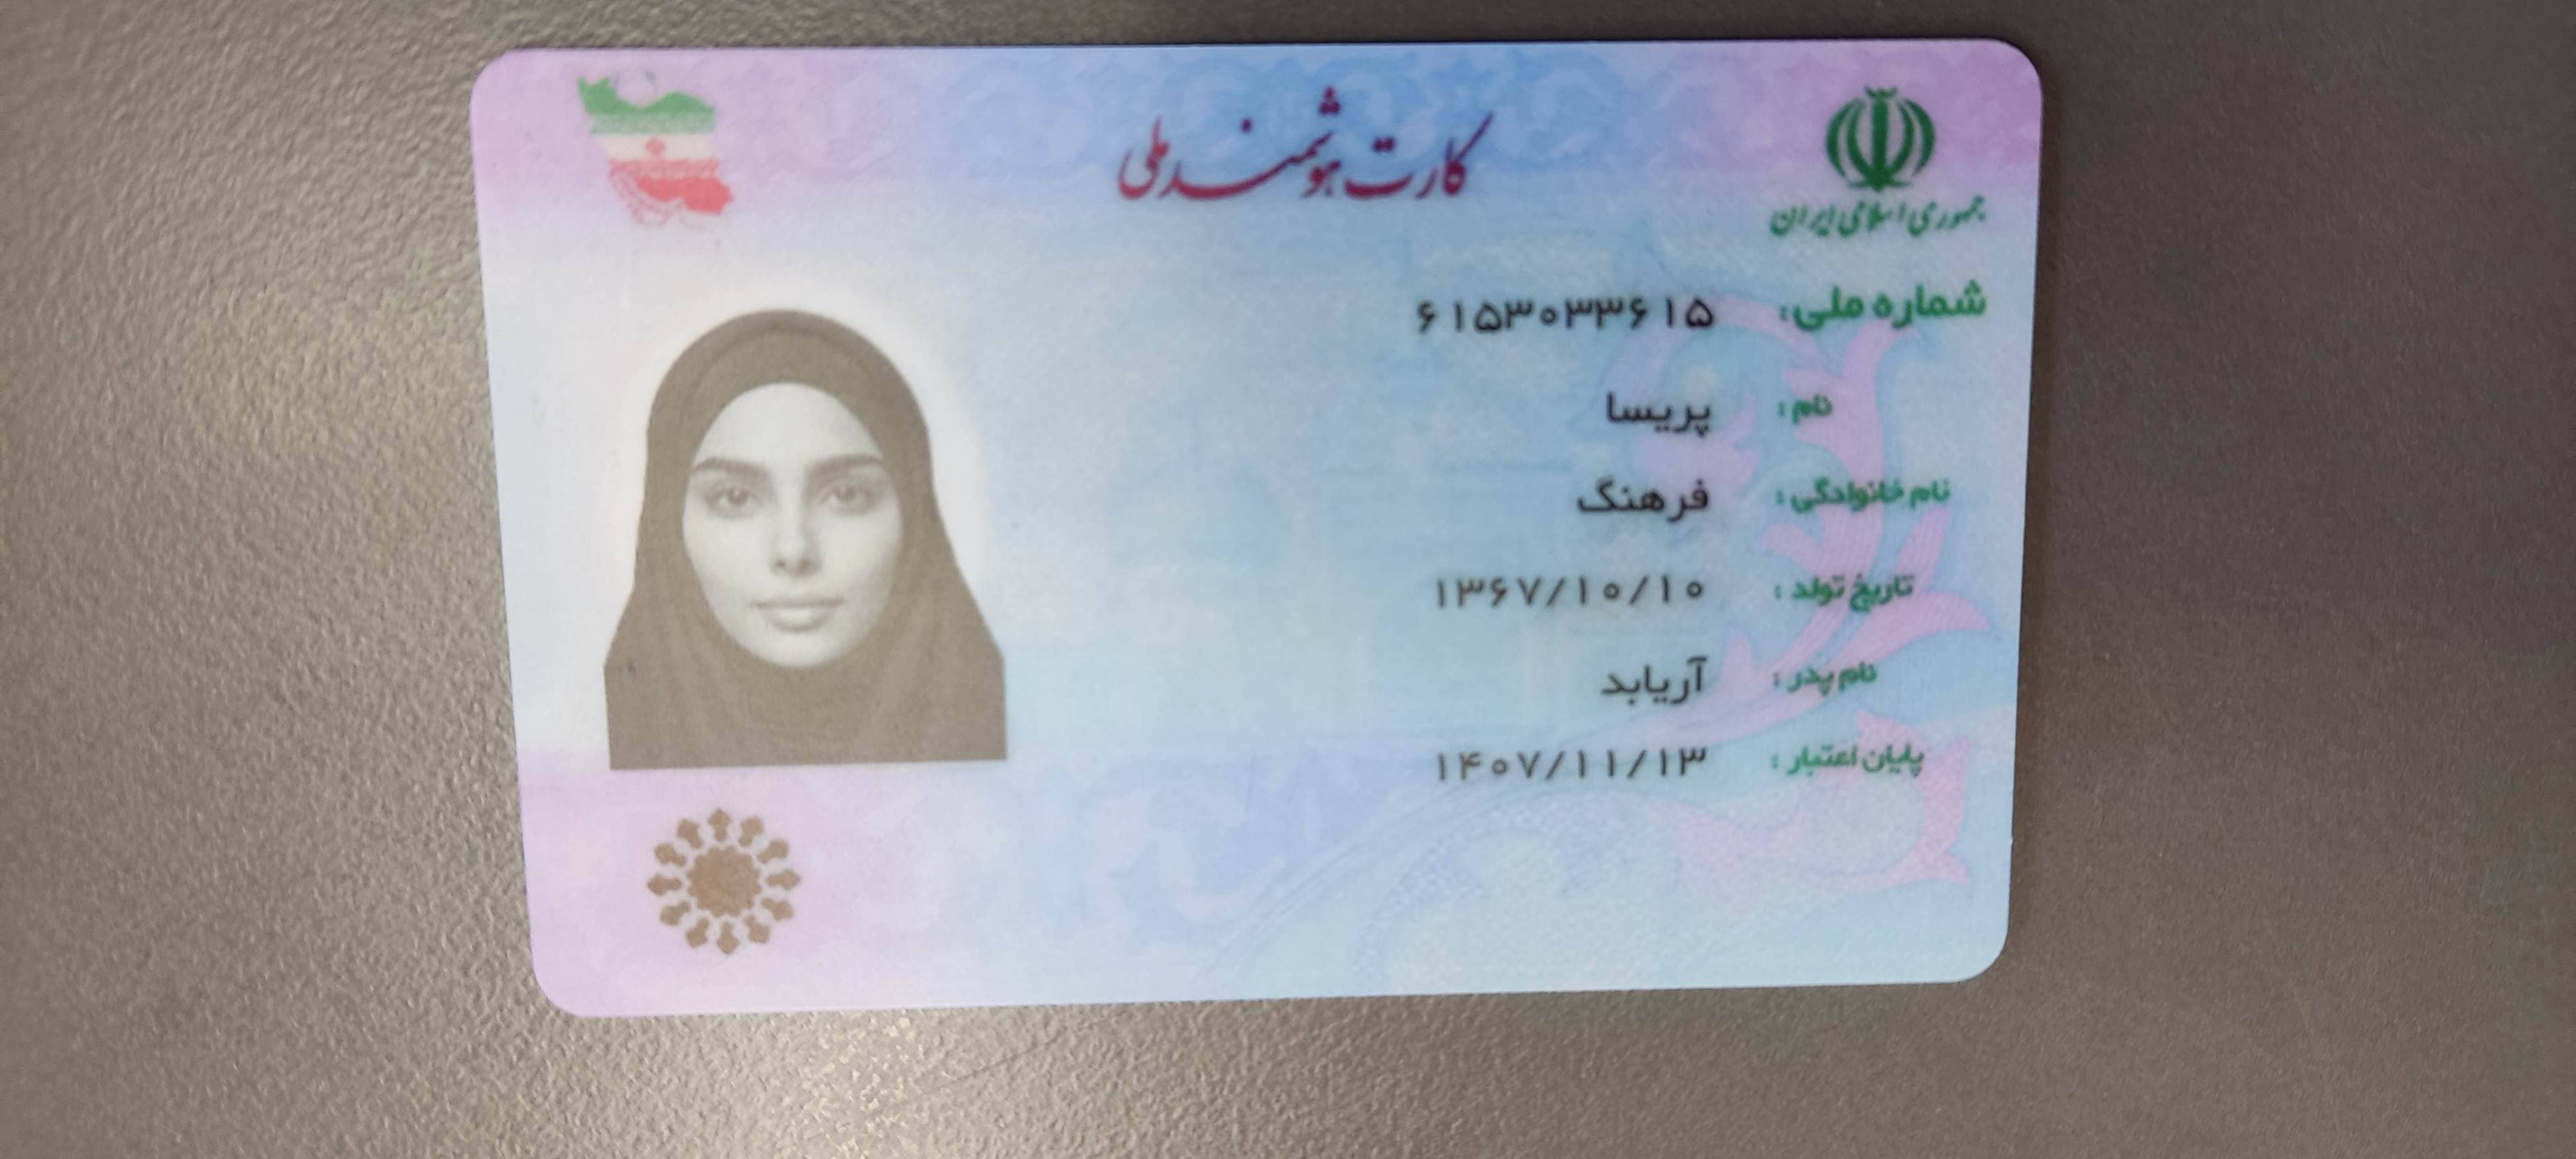 کارت هوشمند ملی
جمهوری اسلامی ایران
شماره ملی: ۶۱۵۳۰۳۳۶۱۵
نام: پریسا
نام خانوادگی: فرهنگ
تاریخ تولد: ۱۳۶۷/۱۰/۱۰
نام پدر: آریابد
پایان اعتبار: ۱۴۰۷/۱۱/۱۳